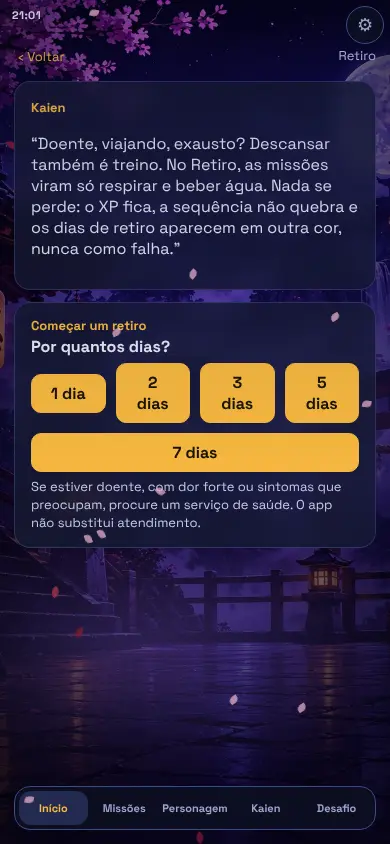 21:01
‹ Voltar
Retiro
Kaien
“Doente, viajando, exausto? Descansar
também é treino. No Retiro, as missões
viram só respirar e beber água. Nada se
perde: o XP fica, a sequência não quebra e
os dias de retiro aparecem em outra cor,
nunca como falha.”
Começar um retiro
Por quantos dias?
1 dia
2
dias
3
dias
5
dias
7 dias
Se estiver doente, com dor forte ou sintomas que
preocupam, procure um serviço de saúde. O app
não substitui atendimento.
Início
Missões
Personagem
Kaien
Desafio